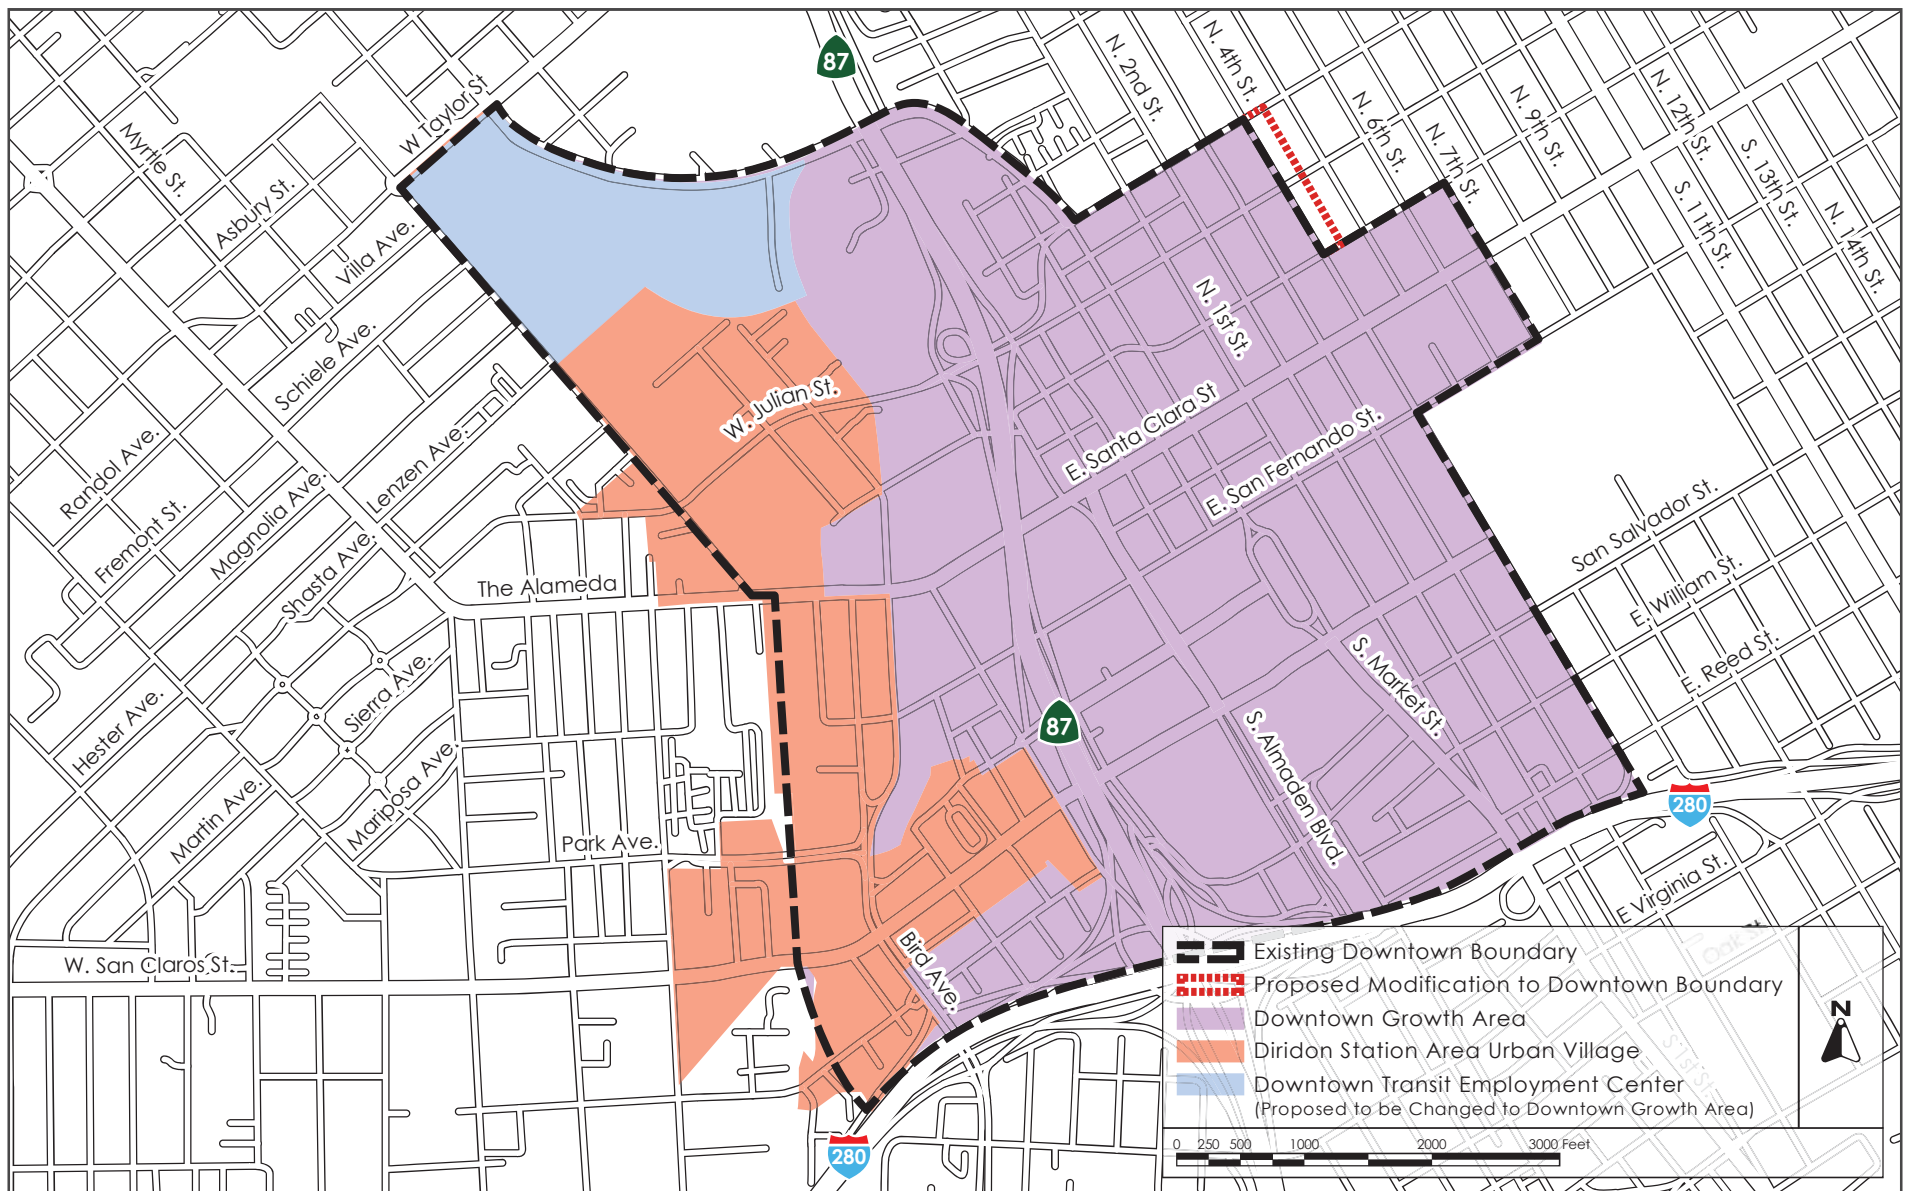 87
N. 2nd St.
N. 4th St.
N. 6th St.
N. 7th St.
N. 9th St.
N. 12th St.
S. 13th St.
S. 11th St.
N. 14th St.
W Taylor St
Myrtle St.
Asbury St.
Villa Ave.
Schiele Ave.
N. 1st St.
W. Julian St.
E. Santa Clara St
E. San Fernando St.
Randol Ave.
Fremont St.
Magnolia Ave.
Lenzen Ave.
Shasta Ave.
The Alameda
San Salvador St.
E. William St.
E. Reed St.
Hester Ave.
Sierra Ave.
Martin Ave.
Mariposa Ave.
S. Market St.
S. Almaden Blvd.
87
280
Park Ave.
E Virginia St.
Oak St
W. San Claros St.
Bird Ave.
S 1st St
280
Existing Downtown Boundary
Proposed Modification to Downtown Boundary
Downtown Growth Area
Diridon Station Area Urban Village
Downtown Transit Employment Center
(Proposed to be Changed to Downtown Growth Area)
N
0 250 500 1000 2000 3000 Feet